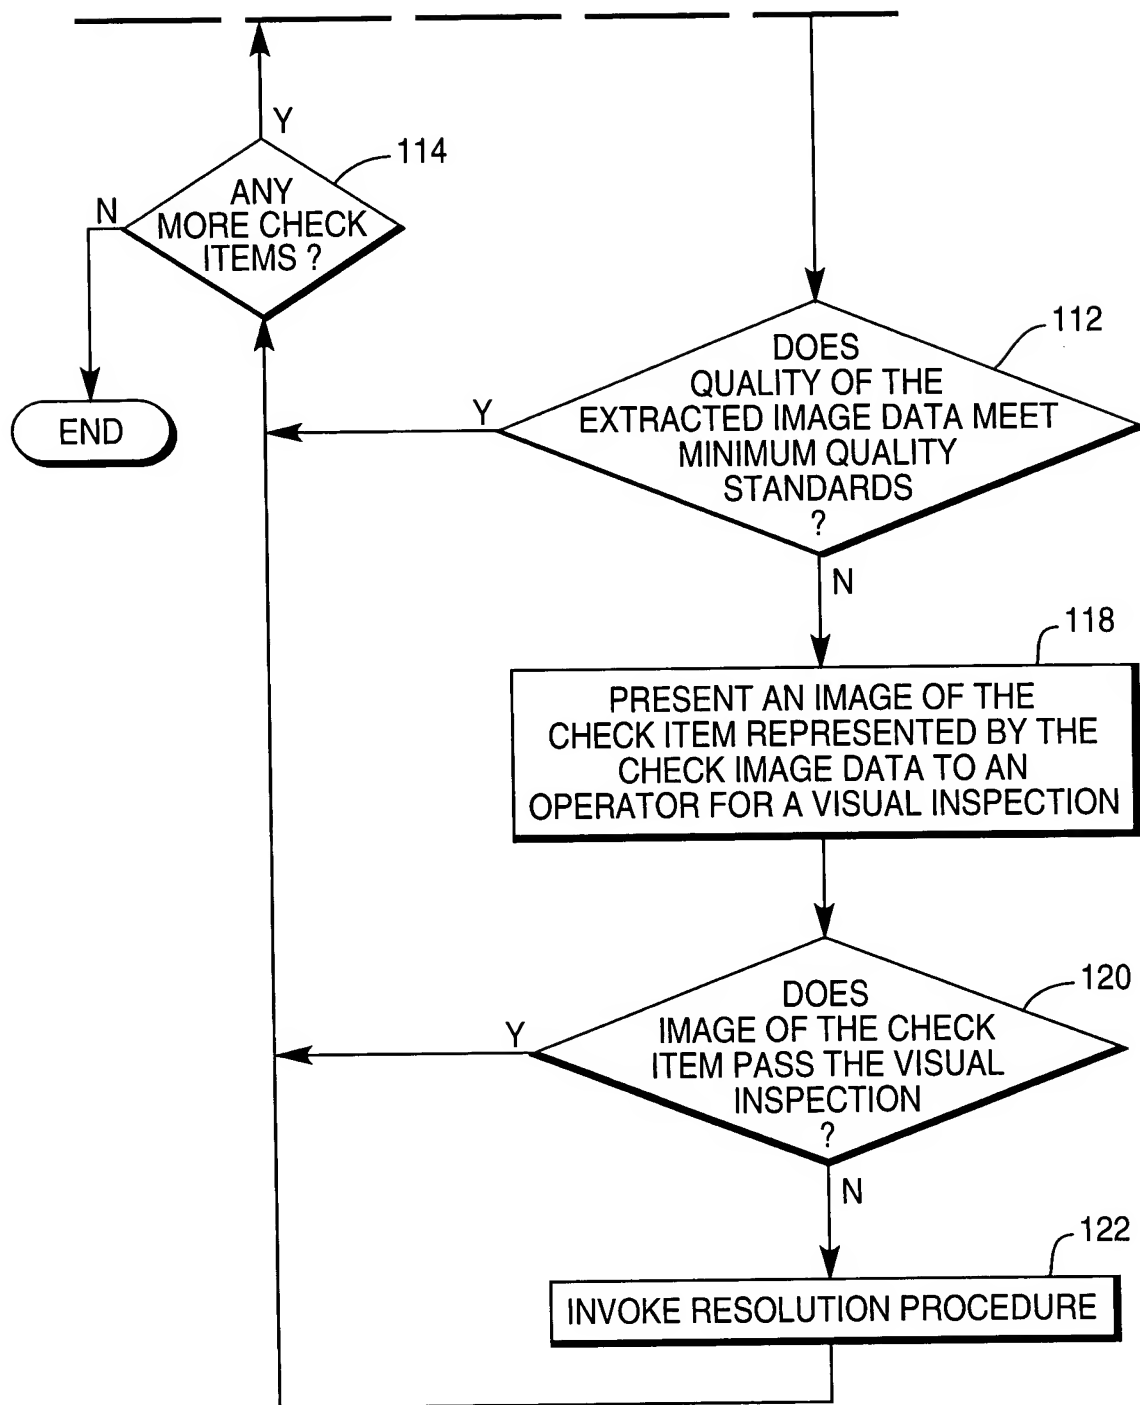 Y
114
ANY
MORE CHECK
ITEMS ?
N
END
112
DOES
QUALITY OF THE
EXTRACTED IMAGE DATA MEET
MINIMUM QUALITY
STANDARDS
?
Y
N
118
PRESENT AN IMAGE OF THE
CHECK ITEM REPRESENTED BY THE
CHECK IMAGE DATA TO AN
OPERATOR FOR A VISUAL INSPECTION
120
DOES
IMAGE OF THE CHECK
ITEM PASS THE VISUAL
INSPECTION
?
Y
N
122
INVOKE RESOLUTION PROCEDURE